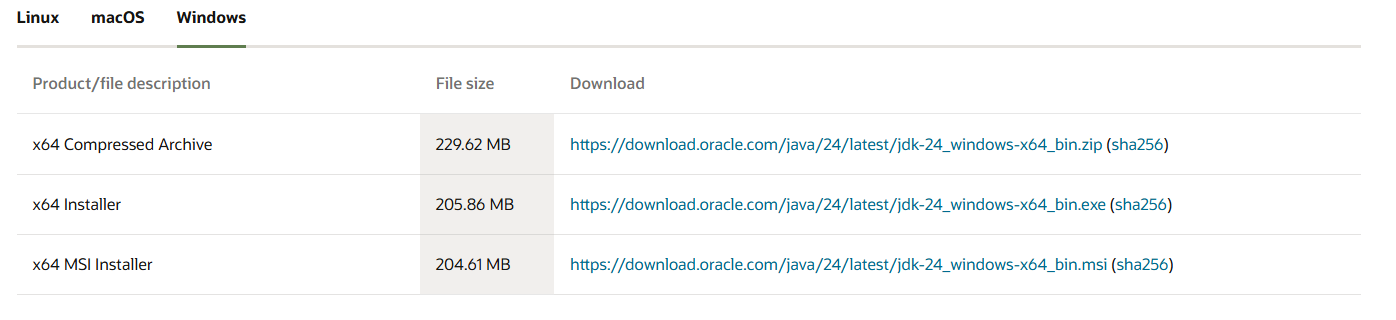 Linux macOS Windows
Product/file description File size Download
x64 Compressed Archive 229.62 MB https://download.oracle.com/java/24/latest/jdk-24_windows-x64_bin.zip (sha256)
x64 Installer 205.86 MB https://download.oracle.com/java/24/latest/jdk-24_windows-x64_bin.exe (sha256)
x64 MSI Installer 204.61 MB https://download.oracle.com/java/24/latest/jdk-24_windows-x64_bin.msi (sha256)